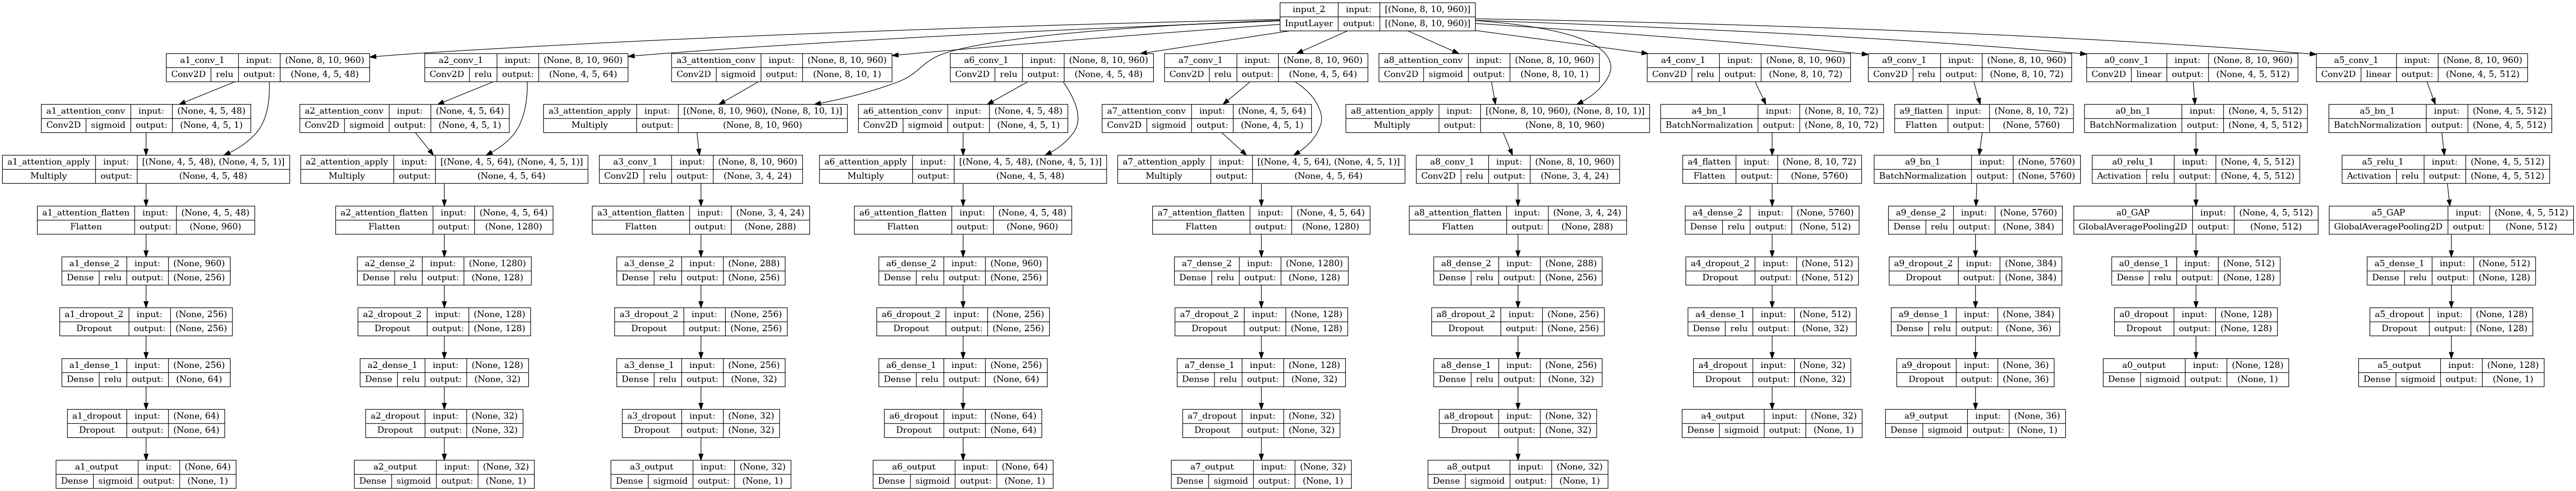 input_2 input: [(None, 8, 10, 960)]
InputLayer output: [(None, 8, 10, 960)]
a1_conv_1 input: (None, 8, 10, 960)
Conv2D relu output: (None, 4, 5, 48)
a2_conv_1 input: (None, 8, 10, 960)
Conv2D relu output: (None, 4, 5, 64)
a3_attention_conv input: (None, 8, 10, 960)
Conv2D sigmoid output: (None, 8, 10, 1)
a6_conv_1 input: (None, 8, 10, 960)
Conv2D relu output: (None, 4, 5, 48)
a7_conv_1 input: (None, 8, 10, 960)
Conv2D relu output: (None, 4, 5, 64)
a8_attention_conv input: (None, 8, 10, 960)
Conv2D sigmoid output: (None, 8, 10, 1)
a4_conv_1 input: (None, 8, 10, 960)
Conv2D relu output: (None, 8, 10, 72)
a9_conv_1 input: (None, 8, 10, 960)
Conv2D relu output: (None, 8, 10, 72)
a0_conv_1 input: (None, 8, 10, 960)
Conv2D linear output: (None, 4, 5, 512)
a5_conv_1 input: (None, 8, 10, 960)
Conv2D linear output: (None, 4, 5, 512)
a1_attention_conv input: (None, 4, 5, 48)
Conv2D sigmoid output: (None, 4, 5, 1)
a2_attention_conv input: (None, 4, 5, 64)
Conv2D sigmoid output: (None, 4, 5, 1)
a3_attention_apply input: [(None, 8, 10, 960), (None, 8, 10, 1)]
Multiply output: (None, 8, 10, 960)
a6_attention_conv input: (None, 4, 5, 48)
Conv2D sigmoid output: (None, 4, 5, 1)
a7_attention_conv input: (None, 4, 5, 64)
Conv2D sigmoid output: (None, 4, 5, 1)
a8_attention_apply input: [(None, 8, 10, 960), (None, 8, 10, 1)]
Multiply output: (None, 8, 10, 960)
a4_bn_1 input: (None, 8, 10, 72)
BatchNormalization output: (None, 8, 10, 72)
a9_flatten input: (None, 8, 10, 72)
Flatten output: (None, 5760)
a0_bn_1 input: (None, 4, 5, 512)
BatchNormalization output: (None, 4, 5, 512)
a5_bn_1 input: (None, 4, 5, 512)
BatchNormalization output: (None, 4, 5, 512)
a1_attention_apply input: [(None, 4, 5, 48), (None, 4, 5, 1)]
Multiply output: (None, 4, 5, 48)
a2_attention_apply input: [(None, 4, 5, 64), (None, 4, 5, 1)]
Multiply output: (None, 4, 5, 64)
a3_conv_1 input: (None, 8, 10, 960)
Conv2D relu output: (None, 3, 4, 24)
a6_attention_apply input: [(None, 4, 5, 48), (None, 4, 5, 1)]
Multiply output: (None, 4, 5, 48)
a7_attention_apply input: [(None, 4, 5, 64), (None, 4, 5, 1)]
Multiply output: (None, 4, 5, 64)
a8_conv_1 input: (None, 8, 10, 960)
Conv2D relu output: (None, 3, 4, 24)
a4_flatten input: (None, 8, 10, 72)
Flatten output: (None, 5760)
a9_bn_1 input: (None, 5760)
BatchNormalization output: (None, 5760)
a0_relu_1 input: (None, 4, 5, 512)
Activation relu output: (None, 4, 5, 512)
a5_relu_1 input: (None, 4, 5, 512)
Activation relu output: (None, 4, 5, 512)
a1_attention_flatten input: (None, 4, 5, 48)
Flatten output: (None, 960)
a2_attention_flatten input: (None, 4, 5, 64)
Flatten output: (None, 1280)
a3_attention_flatten input: (None, 3, 4, 24)
Flatten output: (None, 288)
a6_attention_flatten input: (None, 4, 5, 48)
Flatten output: (None, 960)
a7_attention_flatten input: (None, 4, 5, 64)
Flatten output: (None, 1280)
a8_attention_flatten input: (None, 3, 4, 24)
Flatten output: (None, 288)
a4_dense_2 input: (None, 5760)
Dense relu output: (None, 512)
a9_dense_2 input: (None, 5760)
Dense relu output: (None, 384)
a0_GAP input: (None, 4, 5, 512)
GlobalAveragePooling2D output: (None, 512)
a5_GAP input: (None, 4, 5, 512)
GlobalAveragePooling2D output: (None, 512)
a1_dense_2 input: (None, 960)
Dense relu output: (None, 256)
a2_dense_2 input: (None, 1280)
Dense relu output: (None, 128)
a3_dense_2 input: (None, 288)
Dense relu output: (None, 256)
a6_dense_2 input: (None, 960)
Dense relu output: (None, 256)
a7_dense_2 input: (None, 1280)
Dense relu output: (None, 128)
a8_dense_2 input: (None, 288)
Dense relu output: (None, 256)
a4_dropout_2 input: (None, 512)
Dropout output: (None, 512)
a9_dropout_2 input: (None, 384)
Dropout output: (None, 384)
a0_dense_1 input: (None, 512)
Dense relu output: (None, 128)
a5_dense_1 input: (None, 512)
Dense relu output: (None, 128)
a1_dropout_2 input: (None, 256)
Dropout output: (None, 256)
a2_dropout_2 input: (None, 128)
Dropout output: (None, 128)
a3_dropout_2 input: (None, 256)
Dropout output: (None, 256)
a6_dropout_2 input: (None, 256)
Dropout output: (None, 256)
a7_dropout_2 input: (None, 128)
Dropout output: (None, 128)
a8_dropout_2 input: (None, 256)
Dropout output: (None, 256)
a4_dense_1 input: (None, 512)
Dense relu output: (None, 32)
a9_dense_1 input: (None, 384)
Dense relu output: (None, 36)
a0_dropout input: (None, 128)
Dropout output: (None, 128)
a5_dropout input: (None, 128)
Dropout output: (None, 128)
a1_dense_1 input: (None, 256)
Dense relu output: (None, 64)
a2_dense_1 input: (None, 128)
Dense relu output: (None, 32)
a3_dense_1 input: (None, 256)
Dense relu output: (None, 32)
a6_dense_1 input: (None, 256)
Dense relu output: (None, 64)
a7_dense_1 input: (None, 128)
Dense relu output: (None, 32)
a8_dense_1 input: (None, 256)
Dense relu output: (None, 32)
a4_dropout input: (None, 32)
Dropout output: (None, 32)
a9_dropout input: (None, 36)
Dropout output: (None, 36)
a0_output input: (None, 128)
Dense sigmoid output: (None, 1)
a5_output input: (None, 128)
Dense sigmoid output: (None, 1)
a1_dropout input: (None, 64)
Dropout output: (None, 64)
a2_dropout input: (None, 32)
Dropout output: (None, 32)
a3_dropout input: (None, 32)
Dropout output: (None, 32)
a6_dropout input: (None, 64)
Dropout output: (None, 64)
a7_dropout input: (None, 32)
Dropout output: (None, 32)
a8_dropout input: (None, 32)
Dropout output: (None, 32)
a4_output input: (None, 32)
Dense sigmoid output: (None, 1)
a9_output input: (None, 36)
Dense sigmoid output: (None, 1)
a1_output input: (None, 64)
Dense sigmoid output: (None, 1)
a2_output input: (None, 32)
Dense sigmoid output: (None, 1)
a3_output input: (None, 32)
Dense sigmoid output: (None, 1)
a6_output input: (None, 64)
Dense sigmoid output: (None, 1)
a7_output input: (None, 32)
Dense sigmoid output: (None, 1)
a8_output input: (None, 32)
Dense sigmoid output: (None, 1)